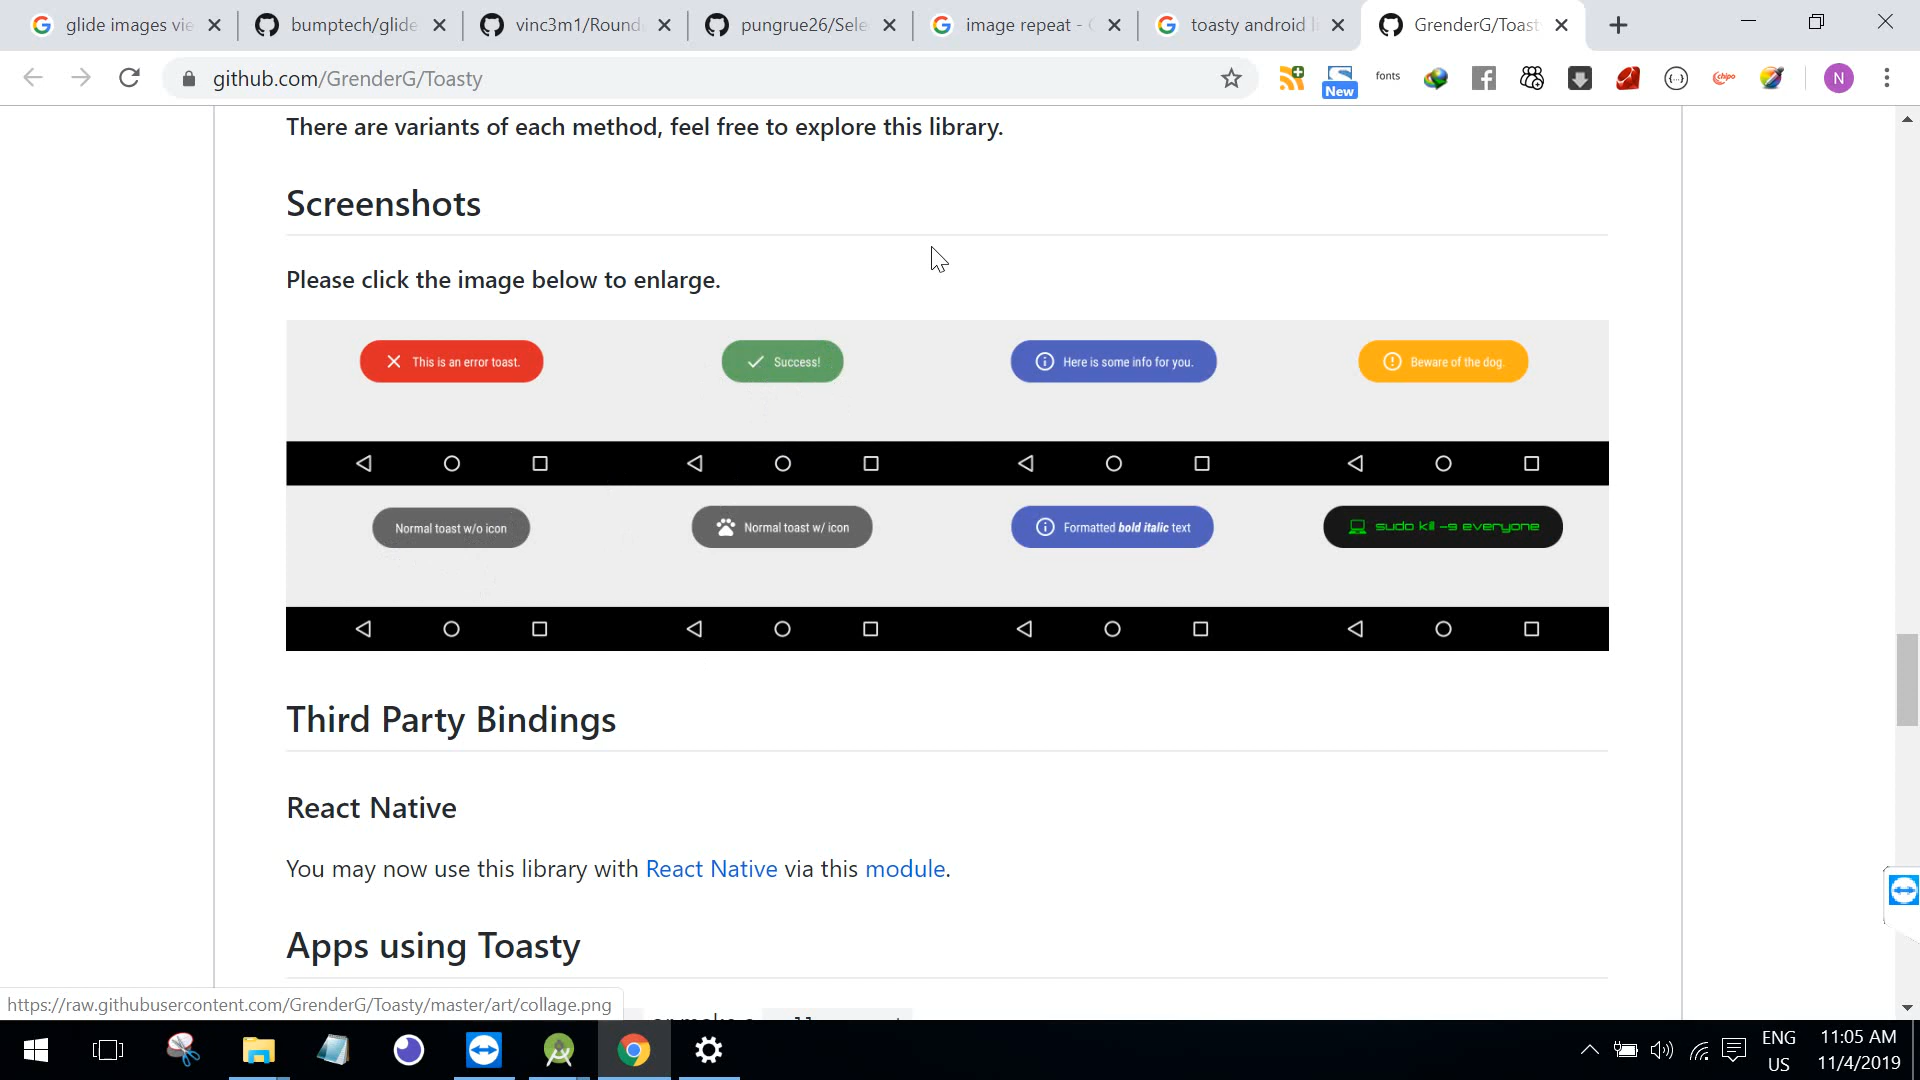 glide images vie
bumptech/glide
vinc3m1/Round
pungrue26/Sele
image repeat -
toasty android li
GrenderG/Toast
github.com/GrenderG/Toasty
New
fonts
chipo
N
There are variants of each method, feel free to explore this library.
Screenshots
Please click the image below to enlarge.
This is an error toast.
Success!
Here is some info for you.
Beware of the dog.
Normal toast w/o icon
Normal toast w/ icon
Formatted bold italic text
sudo kill -9 everyone
Third Party Bindings
React Native
You may now use this library with React Native via this module.
Apps using Toasty
https://raw.githubusercontent.com/GrenderG/Toasty/master/art/collage.png
ENG
US
11:05 AM
11/4/2019